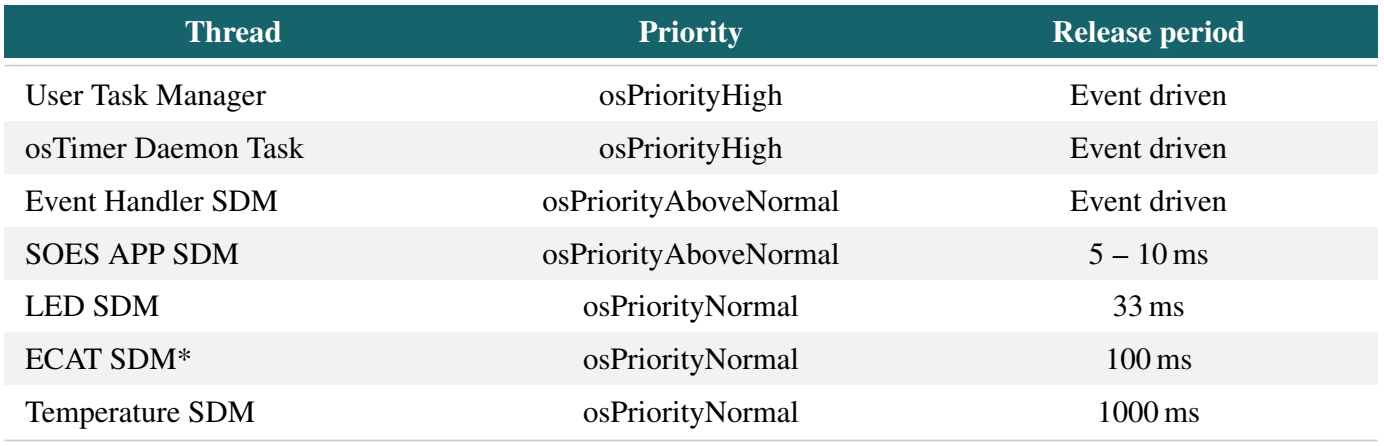 Thread Priority Release period
User Task Manager osPriorityHigh Event driven
osTimer Daemon Task osPriorityHigh Event driven
Event Handler SDM osPriorityAboveNormal Event driven
SOES APP SDM osPriorityAboveNormal 5 – 10 ms
LED SDM osPriorityNormal 33 ms
ECAT SDM* osPriorityNormal 100 ms
Temperature SDM osPriorityNormal 1000 ms